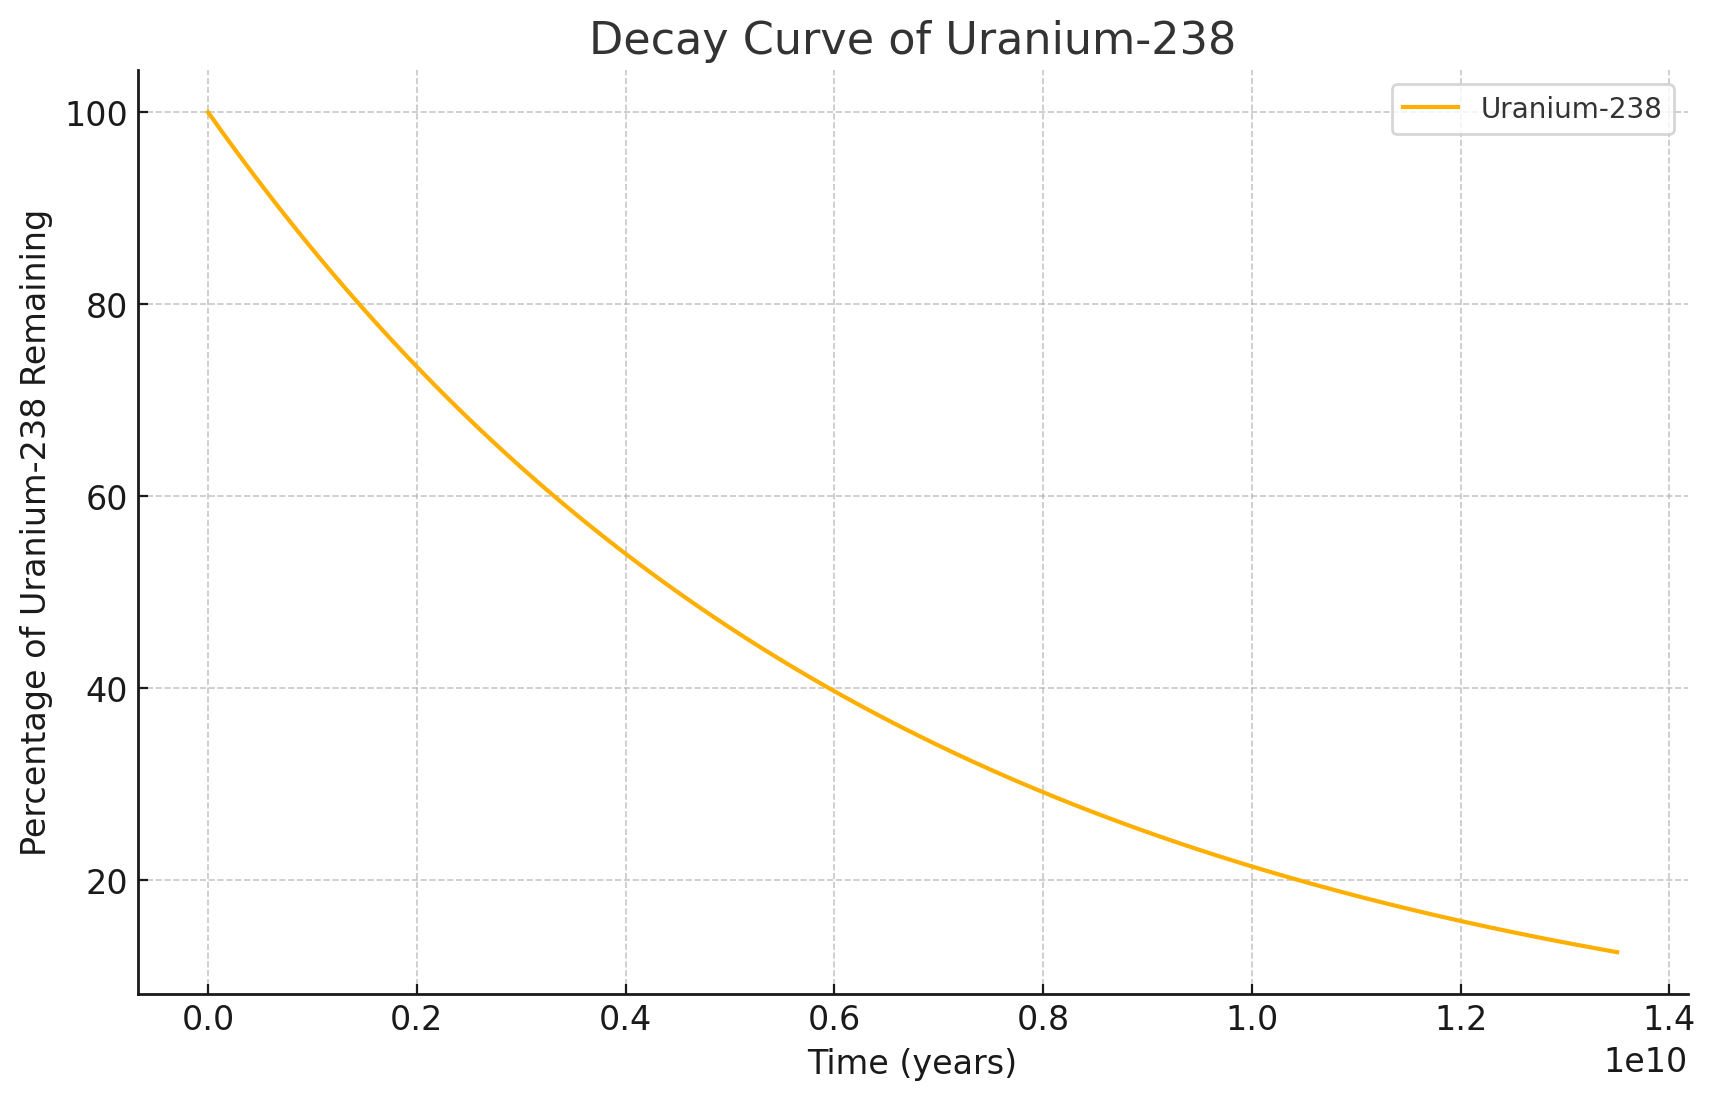 Decay Curve of Uranium-238
Uranium-238
Percentage of Uranium-238 Remaining
100
80
60
40
20
0.0 0.2 0.4 0.6 0.8 1.0 1.2 1.4
1e10
Time (years)